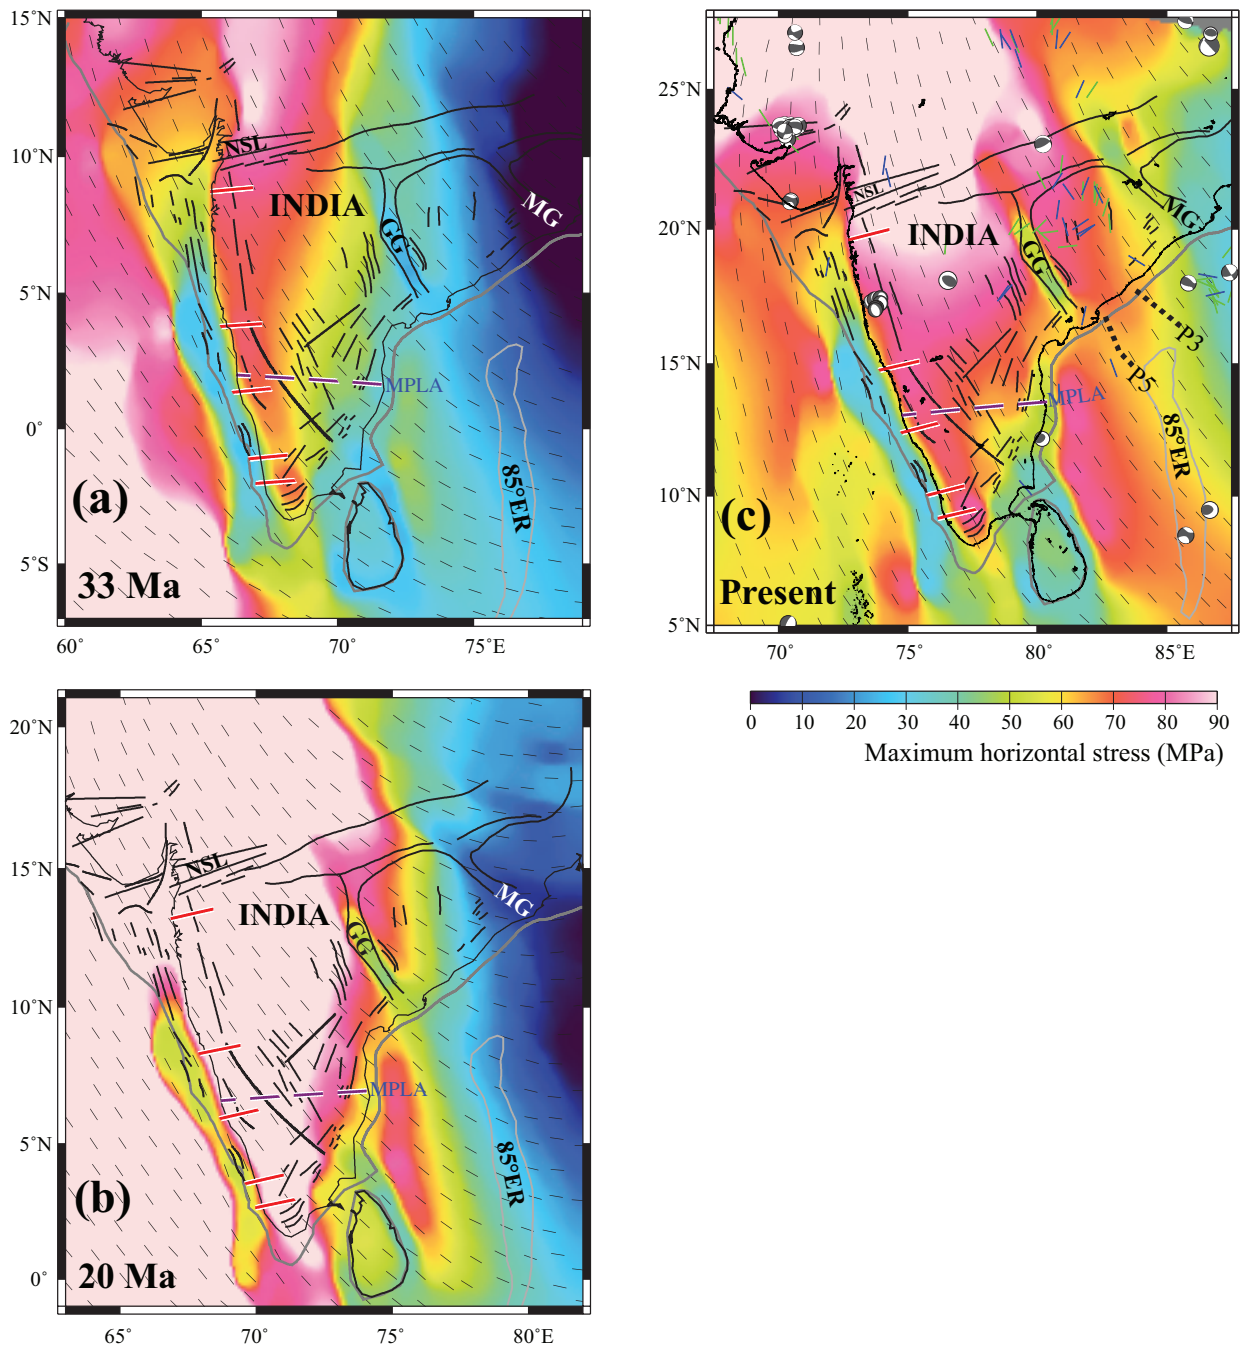 15˚N
10˚N
5˚N
0˚
5˚S
60˚
65˚
70˚
75˚E
NSL
INDIA
GG
MG
MPLA
85°ER
(a)
33 Ma
25˚N
20˚N
15˚N
10˚N
5˚N
70˚
75˚
80˚
85˚E
NSL
INDIA
GG
MG
P3
P5
MPLA
85°ER
(c)
Present
0 10 20 30 40 50 60 70 80 90
Maximum horizontal stress (MPa)
20˚N
15˚N
10˚N
5˚N
0˚
65˚
70˚
75˚
80˚E
NSL
INDIA
GG
MG
MPLA
85°ER
(b)
20 Ma